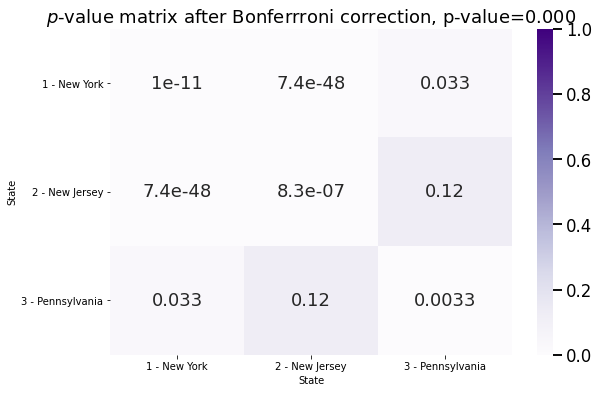 p-value matrix after Bonferrroni correction, p-value=0.000
1 - New York 1e-11 7.4e-48 0.033
2 - New Jersey 7.4e-48 8.3e-07 0.12
3 - Pennsylvania 0.033 0.12 0.0033
State
1 - New York 2 - New Jersey 3 - Pennsylvania
State
1.0
0.8
0.6
0.4
0.2
0.0